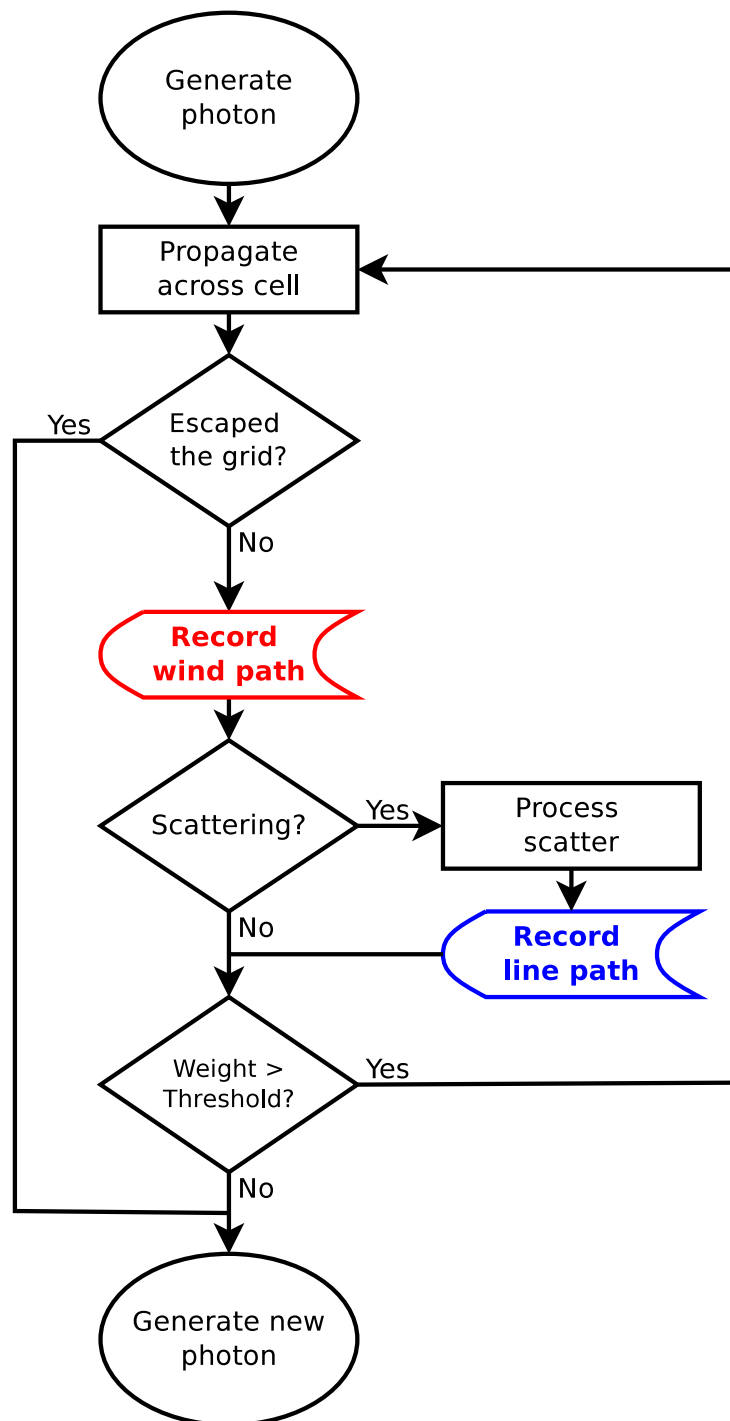 Generate
photon
Propagate
across cell
Yes
Escaped
the grid?
No
Record
wind path
Scattering?
Yes
Process
scatter
No
Record
line path
Weight >
Threshold?
Yes
No
Generate new
photon